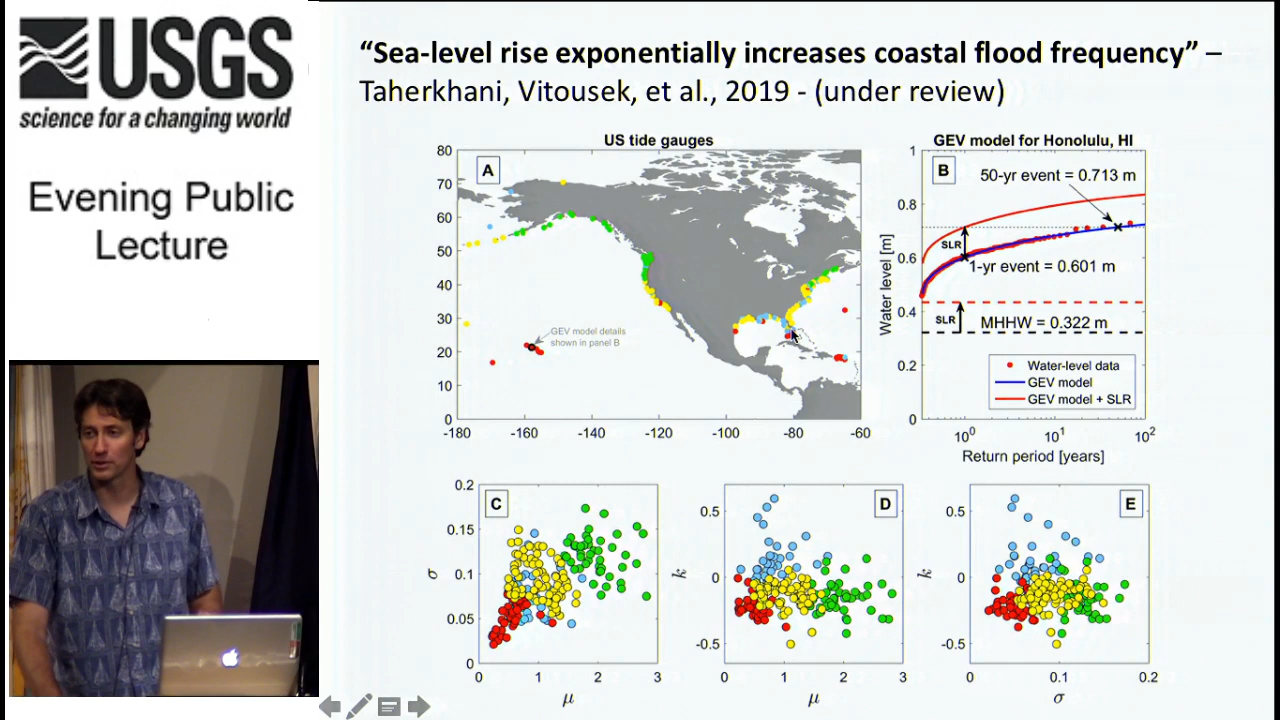 USGS
science for a changing world
Evening Public
Lecture
“Sea-level rise exponentially increases coastal flood frequency” –
Taherkhani, Vitousek, et al., 2019 - (under review)
US tide gauges
A
80
70
60
50
40
30
20
10
0
-180
-160
-140
-120
-100
-80
-60
GEV model details
shown in panel B
GEV model for Honolulu, HI
B
1
0.8
0.6
0.4
0.2
0
Water level [m]
50-yr event = 0.713 m
SLR
1-yr event = 0.601 m
SLR
MHHW = 0.322 m
Water-level data
GEV model
GEV model + SLR
10⁰
10¹
10²
Return period [years]
C
0.2
0.15
0.1
0.05
0
σ
0
1
2
3
μ
D
0.5
0
-0.5
k
0
1
2
3
μ
E
0.5
0
-0.5
k
0
0.1
0.2
σ